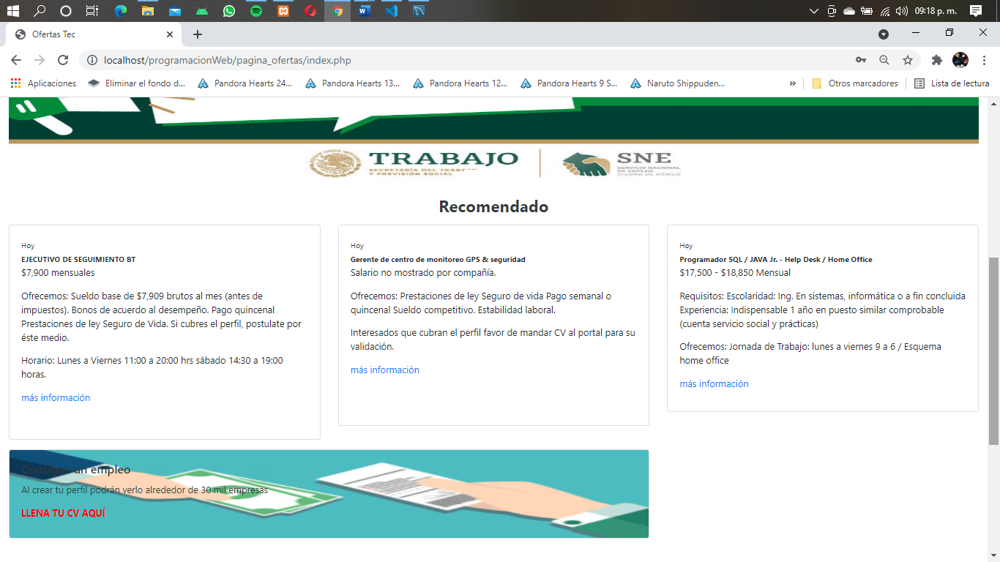 09:18 p. m.
Ofertas Tec
localhost/programacionWeb/pagina_ofertas/index.php
Aplicaciones
Eliminar el fondo d...
Pandora Hearts 24...
Pandora Hearts 13...
Pandora Hearts 12...
Pandora Hearts 9 S...
Naruto Shippuden...
»
Otros marcadores
Lista de lectura
TRABAJO
SECRETARÍA DEL
Y PREVISIÓN SOCIAL
SNE
SERVICIO NACIONAL
DE EMPLEO
CIUDAD DE MÉXICO
Recomendado
Hoy
EJECUTIVO DE SEGUIMIENTO BT
$7,900 mensuales
Ofrecemos: Sueldo base de $7,909 brutos al mes (antes de
impuestos). Bonos de acuerdo al desempeño. Pago quincenal
Prestaciones de ley Seguro de Vida. Si cubres el perfil, postulate por
éste medio.
Horario: Lunes a Viernes 11:00 a 20:00 hrs sábado 14:30 a 19:00
horas.
más información
Hoy
Gerente de centro de monitoreo GPS & seguridad
Salario no mostrado por compañía.
Ofrecemos: Prestaciones de ley Seguro de vida Pago semanal o
quincenal Sueldo competitivo. Estabilidad laboral.
Interesados que cubran el perfil favor de mandar CV al portal para su
validación.
más información
Hoy
Programador SQL / JAVA Jr. - Help Desk / Home Office
$17,500 - $18,850 Mensual
Requisitos: Escolaridad: Ing. En sistemas, informática o a fin concluida
Experiencia: Indispensable 1 año en puesto similar comprobable
(cuenta servicio social y prácticas)
Ofrecemos: Jornada de Trabajo: lunes a viernes 9 a 6 / Esquema
home office
más información
Consigue un empleo
Al crear tu perfil podrán verlo alrededor de 30 mil empresas
LLENA TU CV AQUÍ